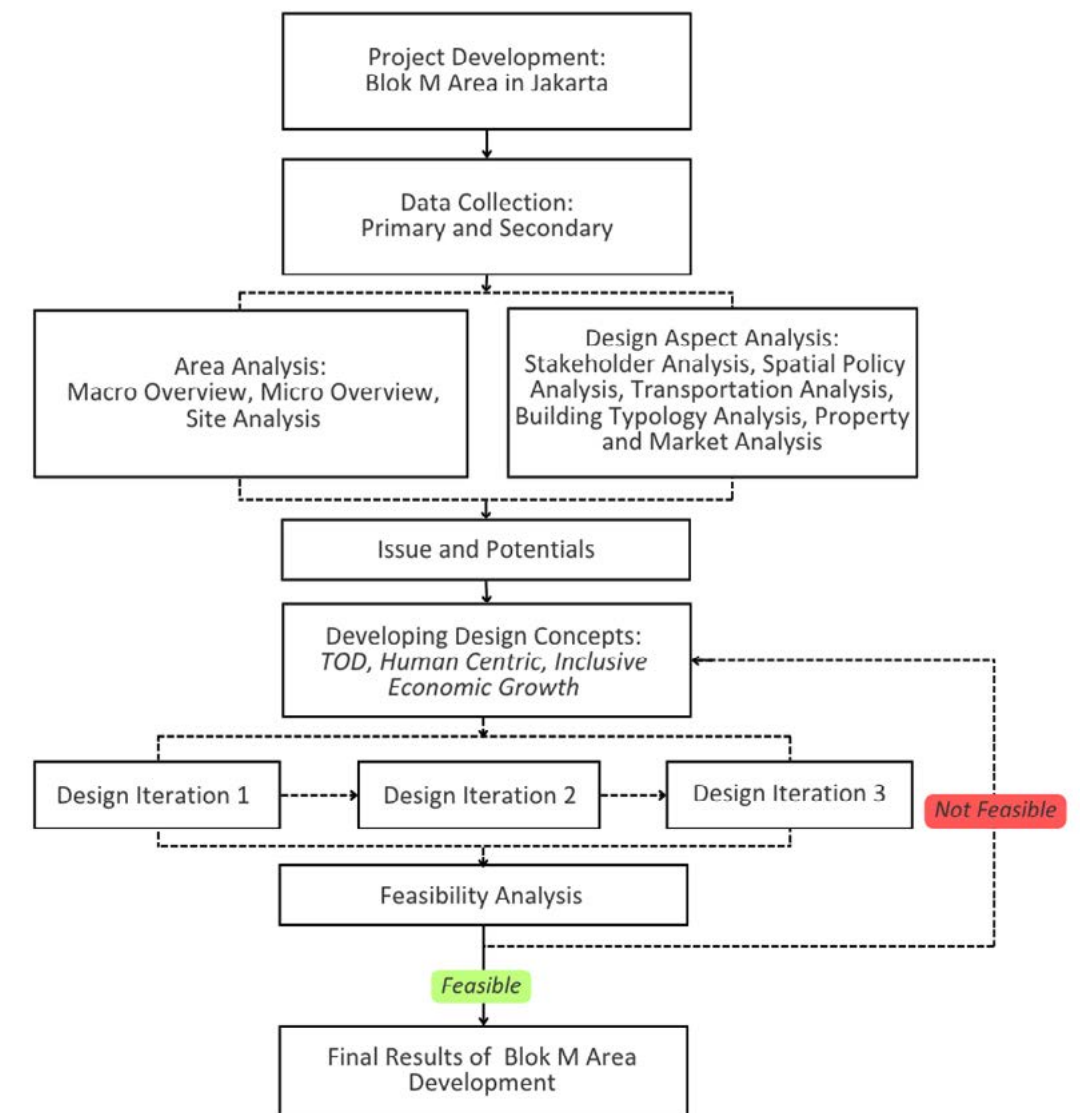 Project Development:
Blok M Area in Jakarta
Data Collection:
Primary and Secondary
Area Analysis:
Macro Overview, Micro Overview,
Site Analysis
Design Aspect Analysis:
Stakeholder Analysis, Spatial Policy
Analysis, Transportation Analysis,
Building Typology Analysis, Property
and Market Analysis
Issue and Potentials
Developing Design Concepts:
TOD, Human Centric, Inclusive
Economic Growth
Design Iteration 1
Design Iteration 2
Design Iteration 3
Not Feasible
Feasibility Analysis
Feasible
Final Results of Blok M Area
Development